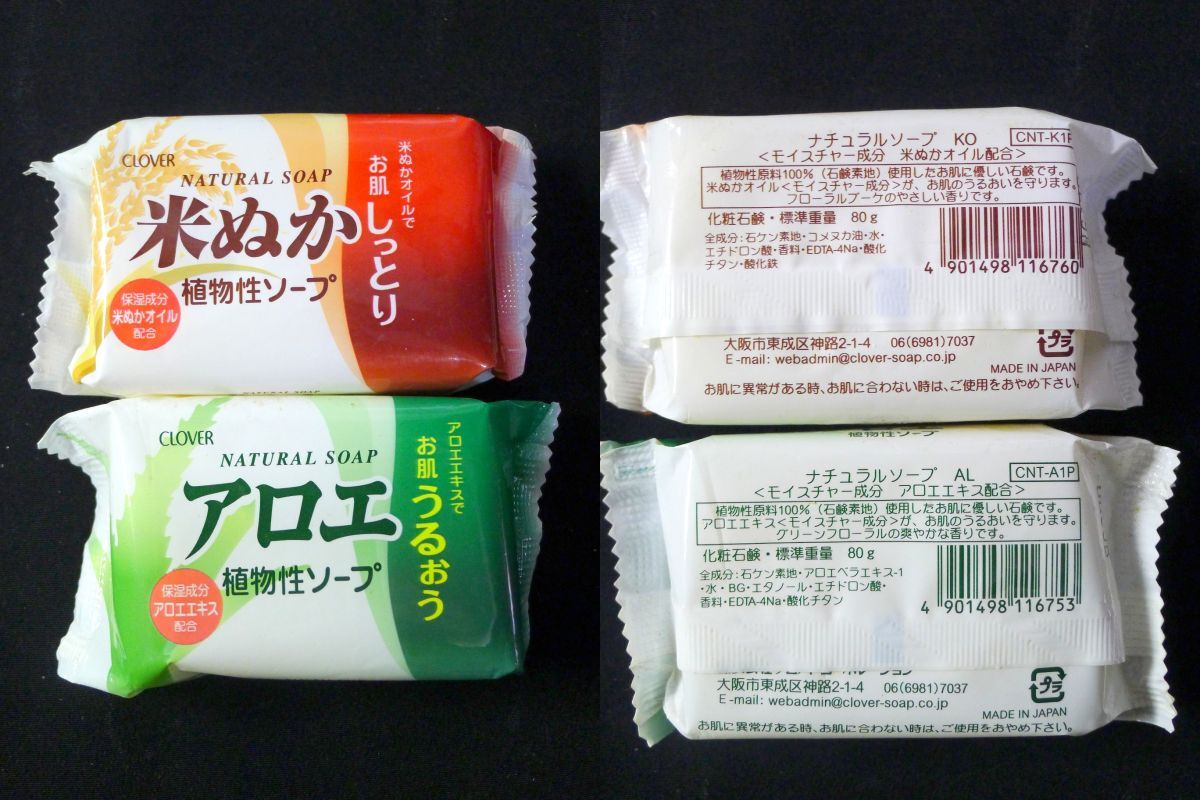 CLOVER
NATURAL SOAP
米ぬか
植物性ソープ
保湿成分
米ぬかオイル
配合
米ぬかオイルで
お肌 しっとり
CLOVER
NATURAL SOAP
アロエ
植物性ソープ
保湿成分
アロエエキス
配合
アロエエキスで
お肌 うるおう
ナチュラルソープ KO
CNT-K1P
<モイスチャー成分 米ぬかオイル配合>
植物性原料100%(石鹸素地)使用したお肌に優しい石鹸です。
米ぬかオイル<モイスチャー成分>が、お肌のうるおいを守ります。
フローラルブーケのやさしい香りです。
化粧石鹸・標準重量 80g
全成分:石ケン素地・コメヌカ油・水・
エチドロン酸・香料・EDTA-4Na・酸化
チタン・酸化鉄
4 901498 116760
大阪市東成区神路2-1-4 06(6981)7037
E-mail: webadmin@clover-soap.co.jp
プラ
MADE IN JAPAN
お肌に異常がある時、お肌に合わない時は、ご使用をおやめ下さい。
植物性ソープ
ナチュラルソープ AL
CNT-A1P
<モイスチャー成分 アロエエキス配合>
植物性原料100%(石鹸素地)使用したお肌に優しい石鹸です。
アロエエキス<モイスチャー成分>が、お肌のうるおいを守ります。
グリーンフローラルの爽やかな香りです。
化粧石鹸・標準重量 80g
全成分:石ケン素地・アロエベラエキス-1
・水・BG・エタノール・エチドロン酸・
香料・EDTA-4Na・酸化チタン
4 901498 116753
大阪市東成区神路2-1-4 06(6981)7037
E-mail: webadmin@clover-soap.co.jp
プラ
MADE IN JAPAN
お肌に異常がある時、お肌に合わない時は、ご使用をおやめ下さい。